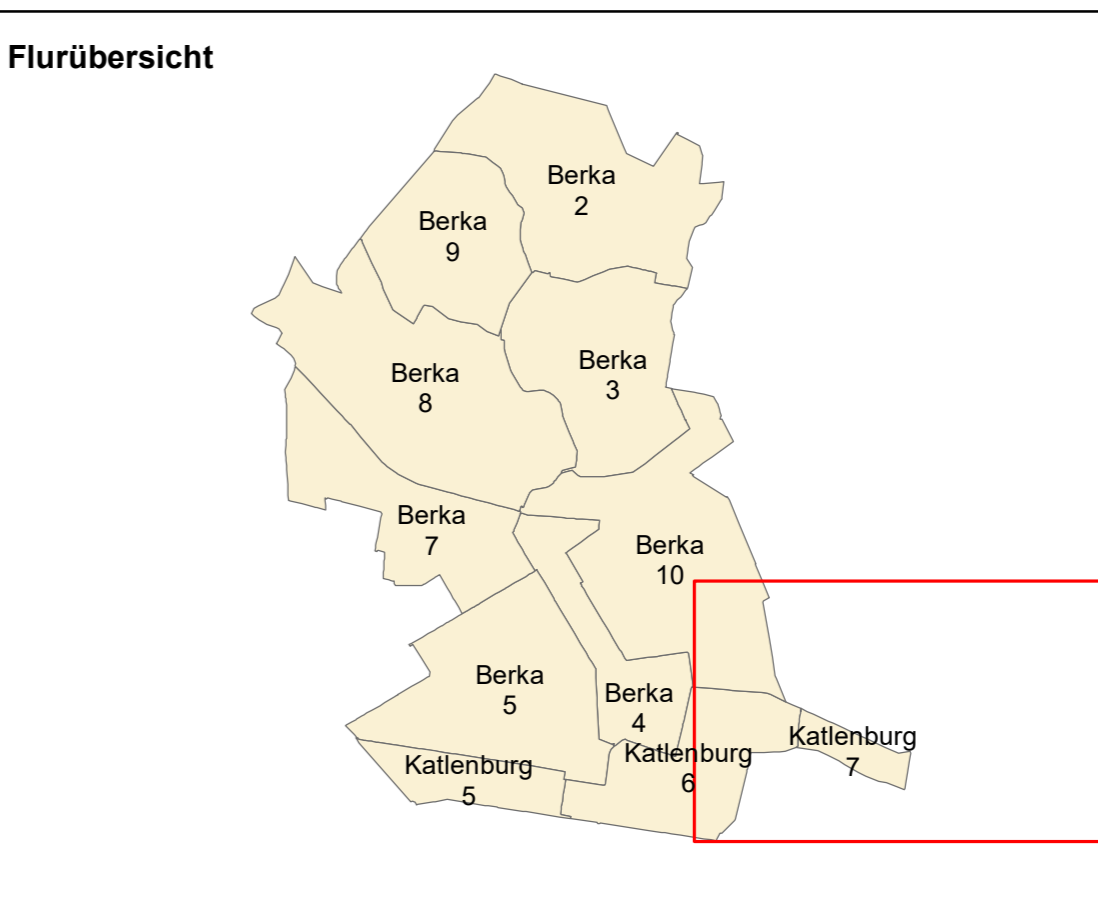 Flurübersicht
Berka
2
Berka
9
Berka
3
Berka
8
Berka
7
Berka
10
Berka
5
Berka
4
Katlenburg
6
Katlenburg
7
Katlenburg
5